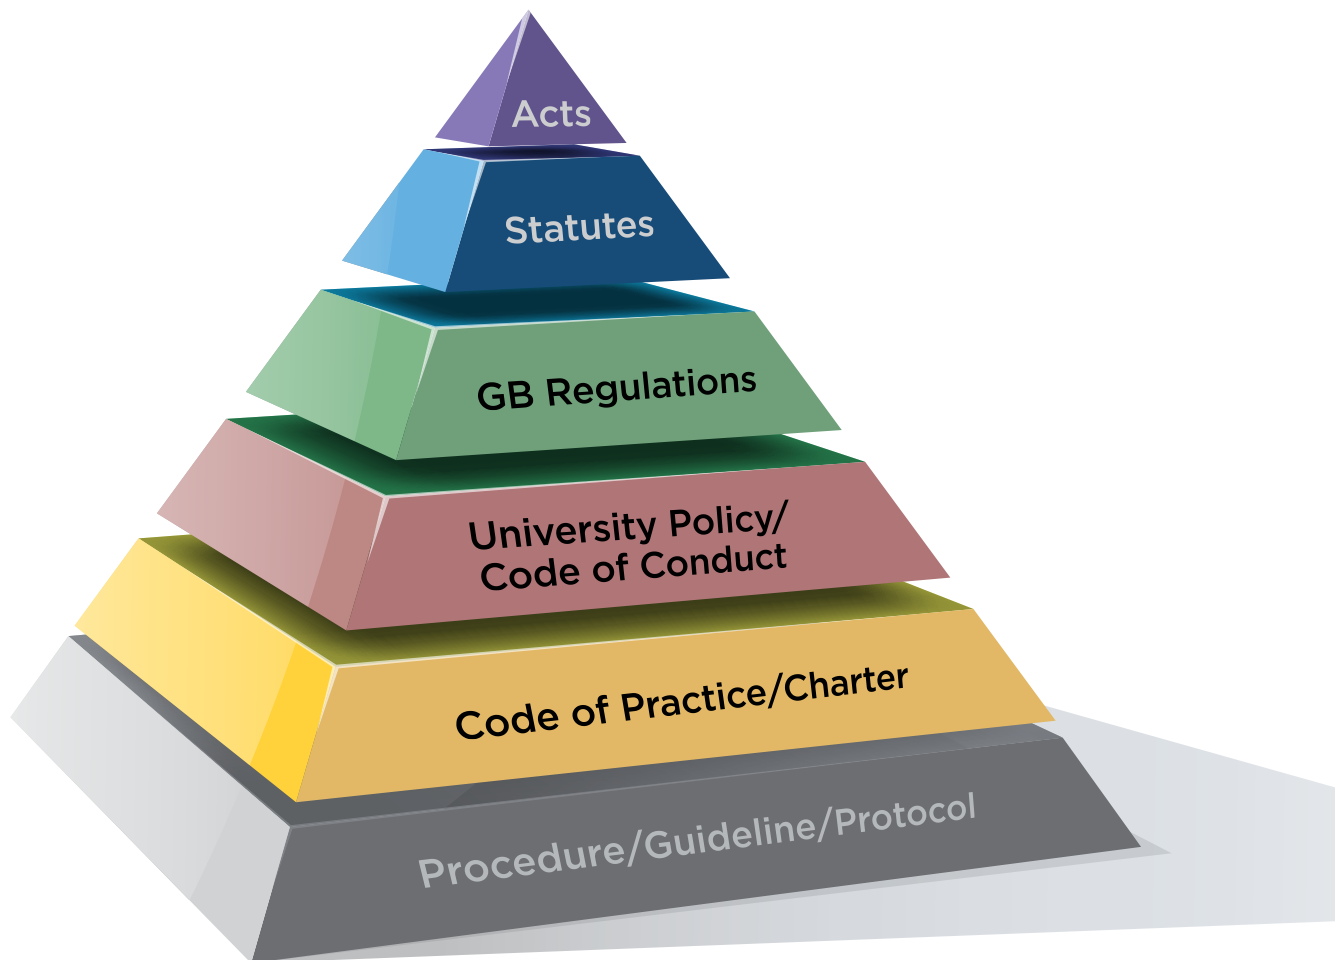 Acts
Statutes
GB Regulations
University Policy/
Code of Conduct
Code of Practice/Charter
Procedure/Guideline/Protocol